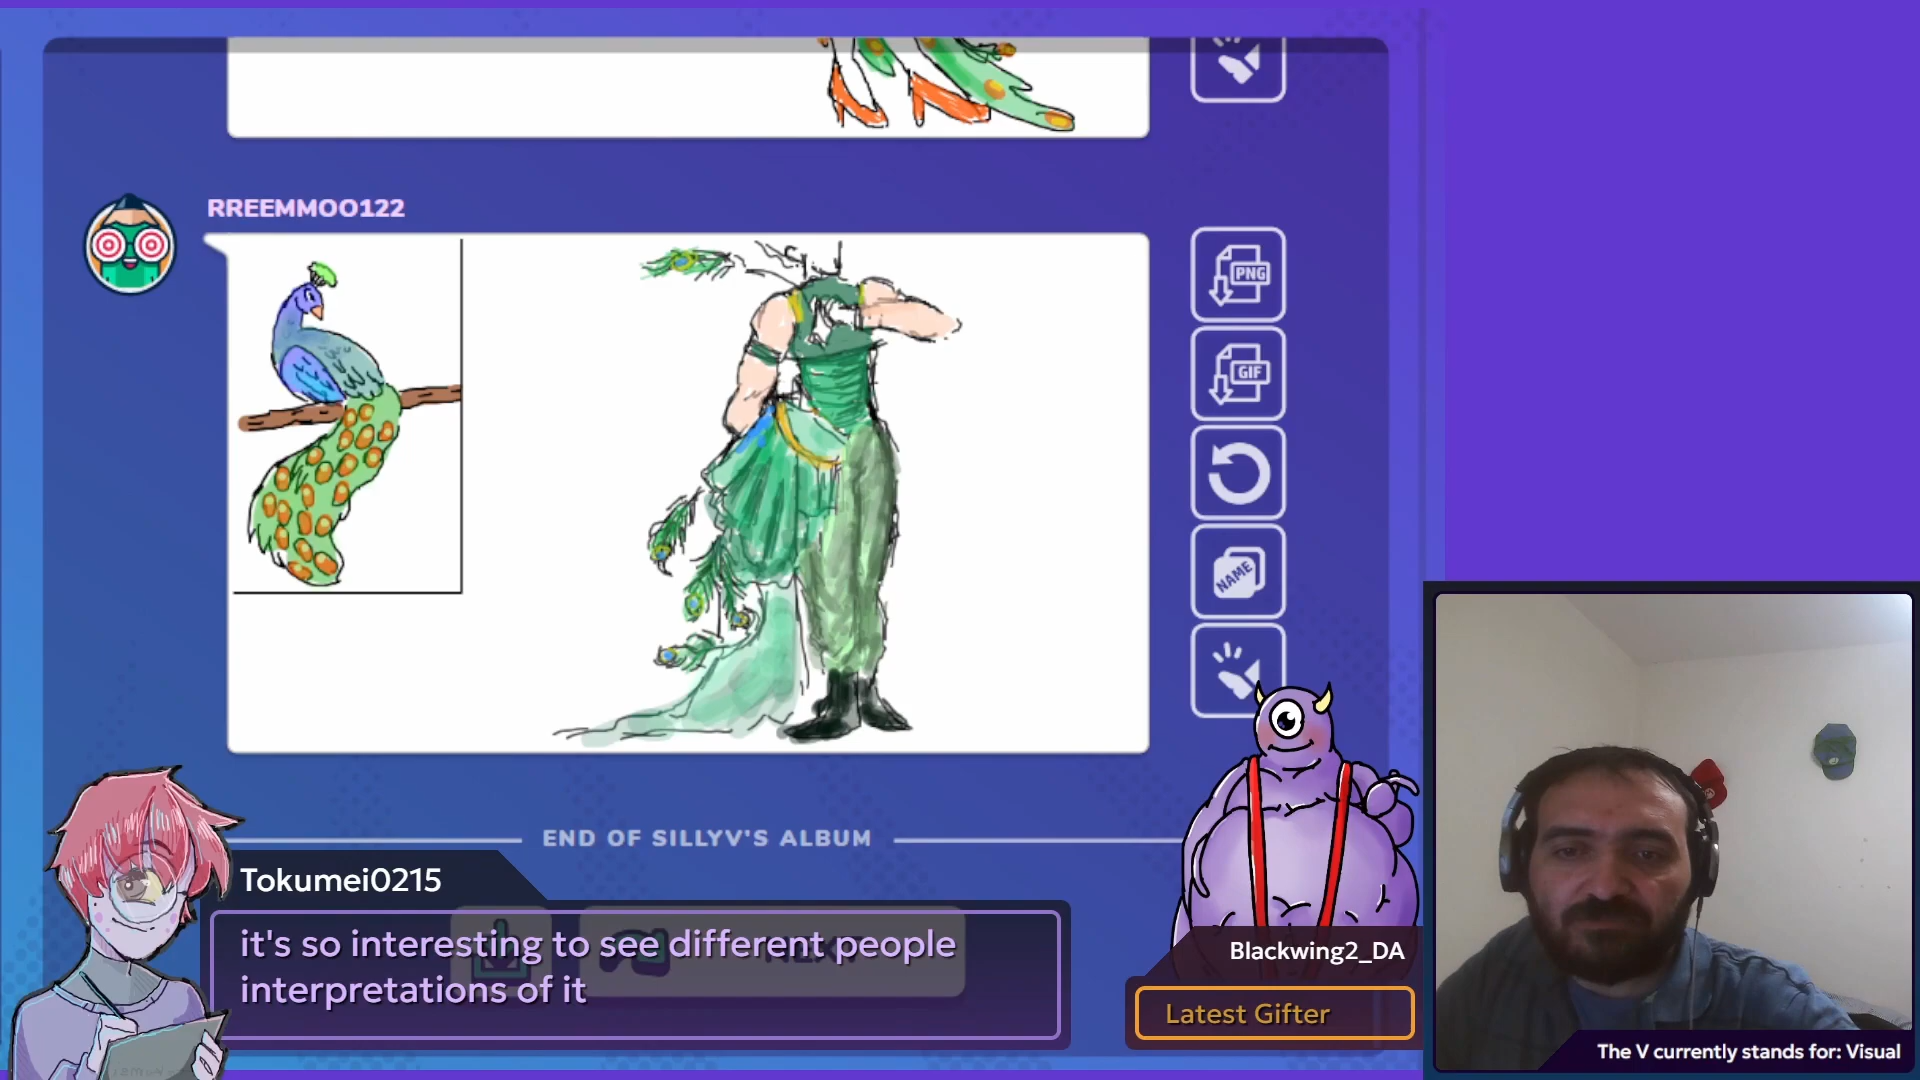 RREEMMOO122
PNG
GIF
NAME
END OF SILLYV'S ALBUM
Tokumei0215
it's so interesting to see different people
interpretations of it
Blackwing2_DA
Latest Gifter
The V currently stands for: Visual